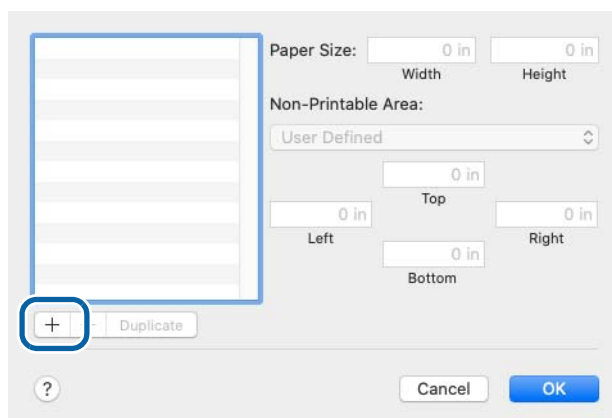 Paper Size: 0 in 0 in
Width Height
Non-Printable Area:
User Defined
0 in
Top
0 in 0 in
Left Right
0 in
Bottom
+ - Duplicate
? Cancel OK